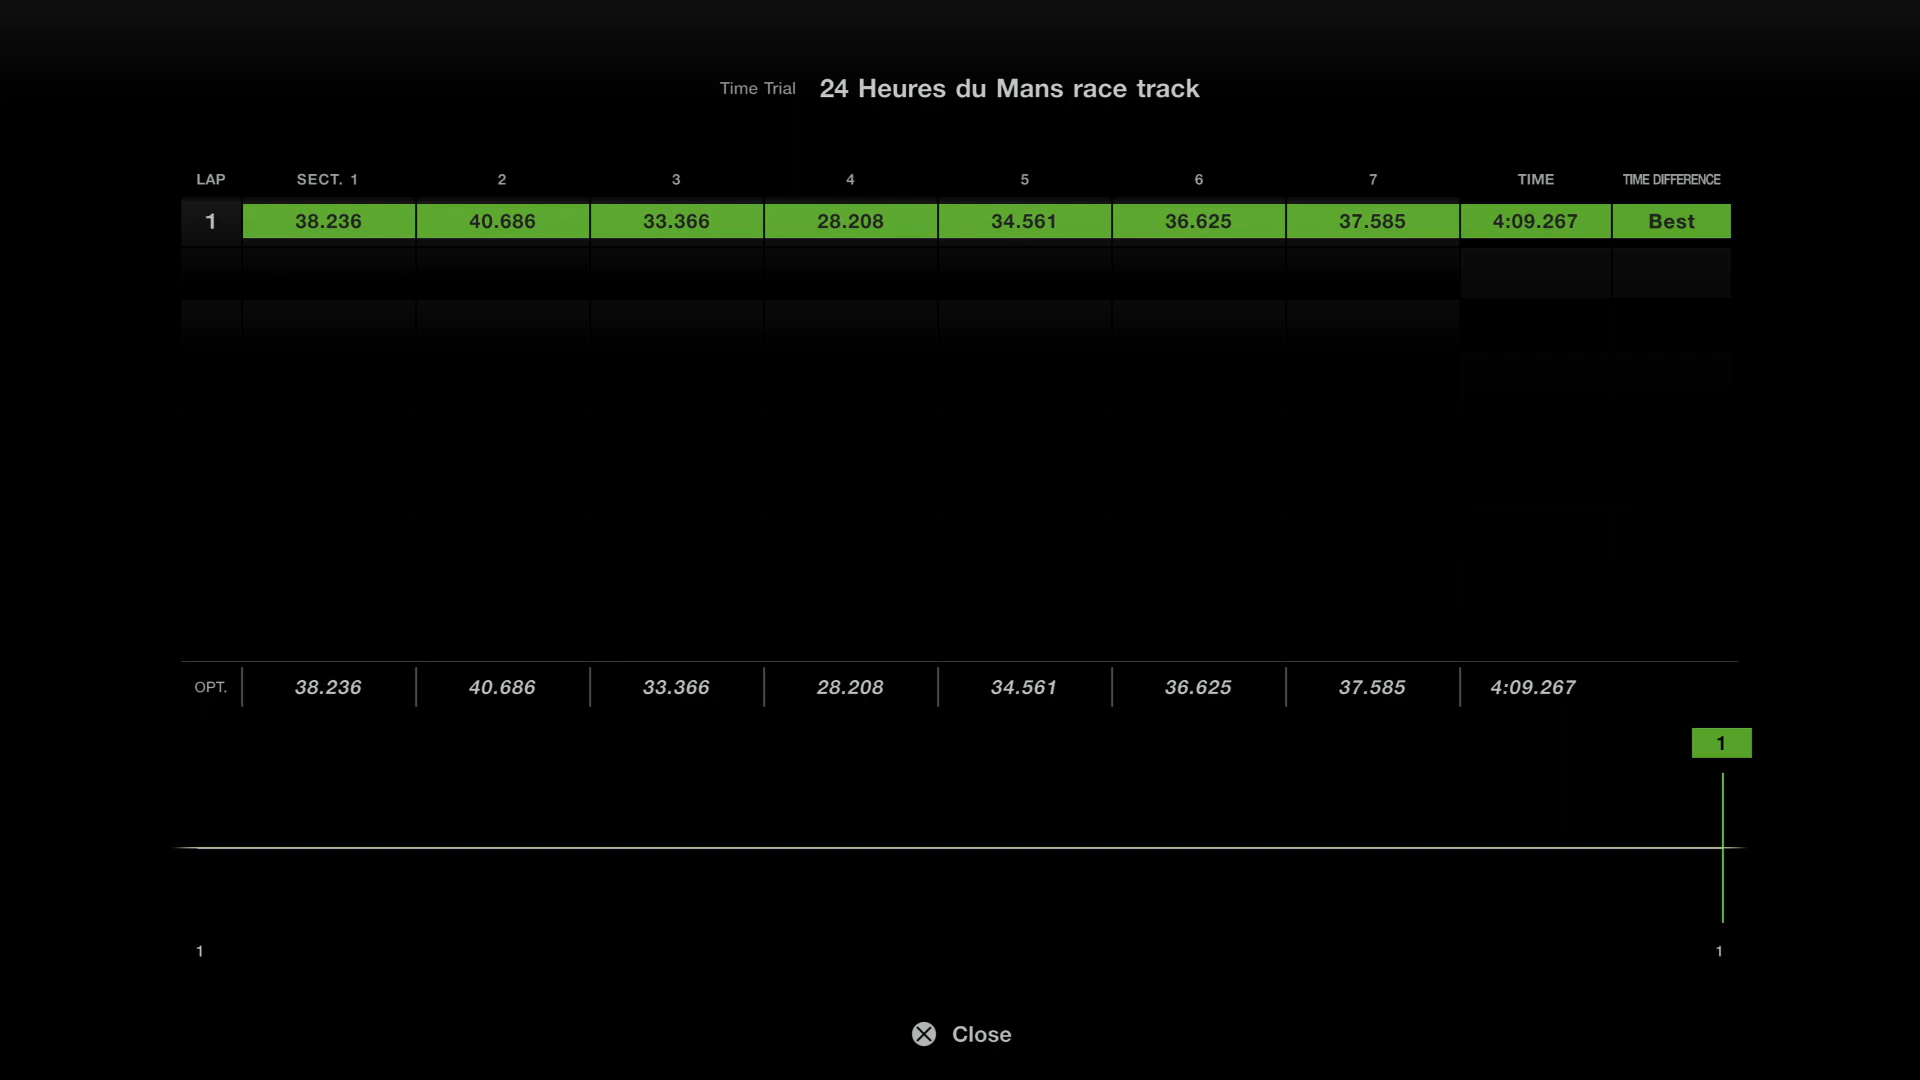 Time Trial 24 Heures du Mans race track
LAP SECT. 1 2 3 4 5 6 7 TIME TIME DIFFERENCE
1 38.236 40.686 33.366 28.208 34.561 36.625 37.585 4:09.267 Best
OPT. 38.236 40.686 33.366 28.208 34.561 36.625 37.585 4:09.267
1
1 1
Close